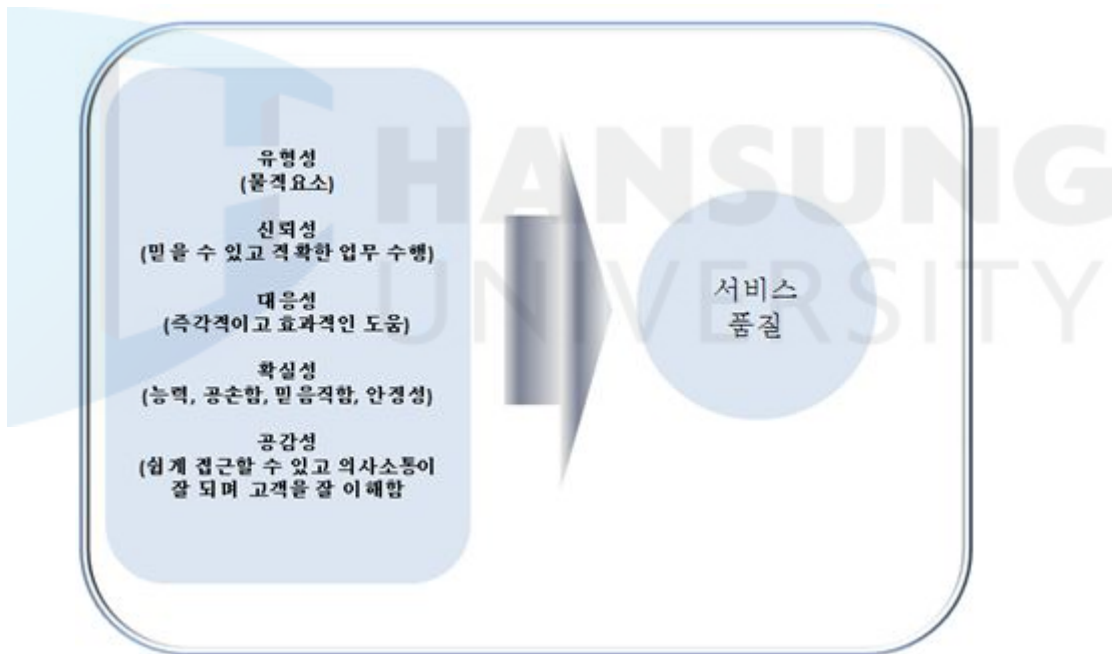 유형성
(물적요소)
신뢰성
(믿을 수 있고 적확한 업무 수행)
대응성
(즉각적이고 효과적인 도움)
확실성
(능력, 공손함, 믿음직함, 안정성)
공감성
(쉽게 접근할 수 있고 의사소통이
잘 되며 고객을 잘 이해함
서비스
품질
HANSUNG
UNIVERSITY